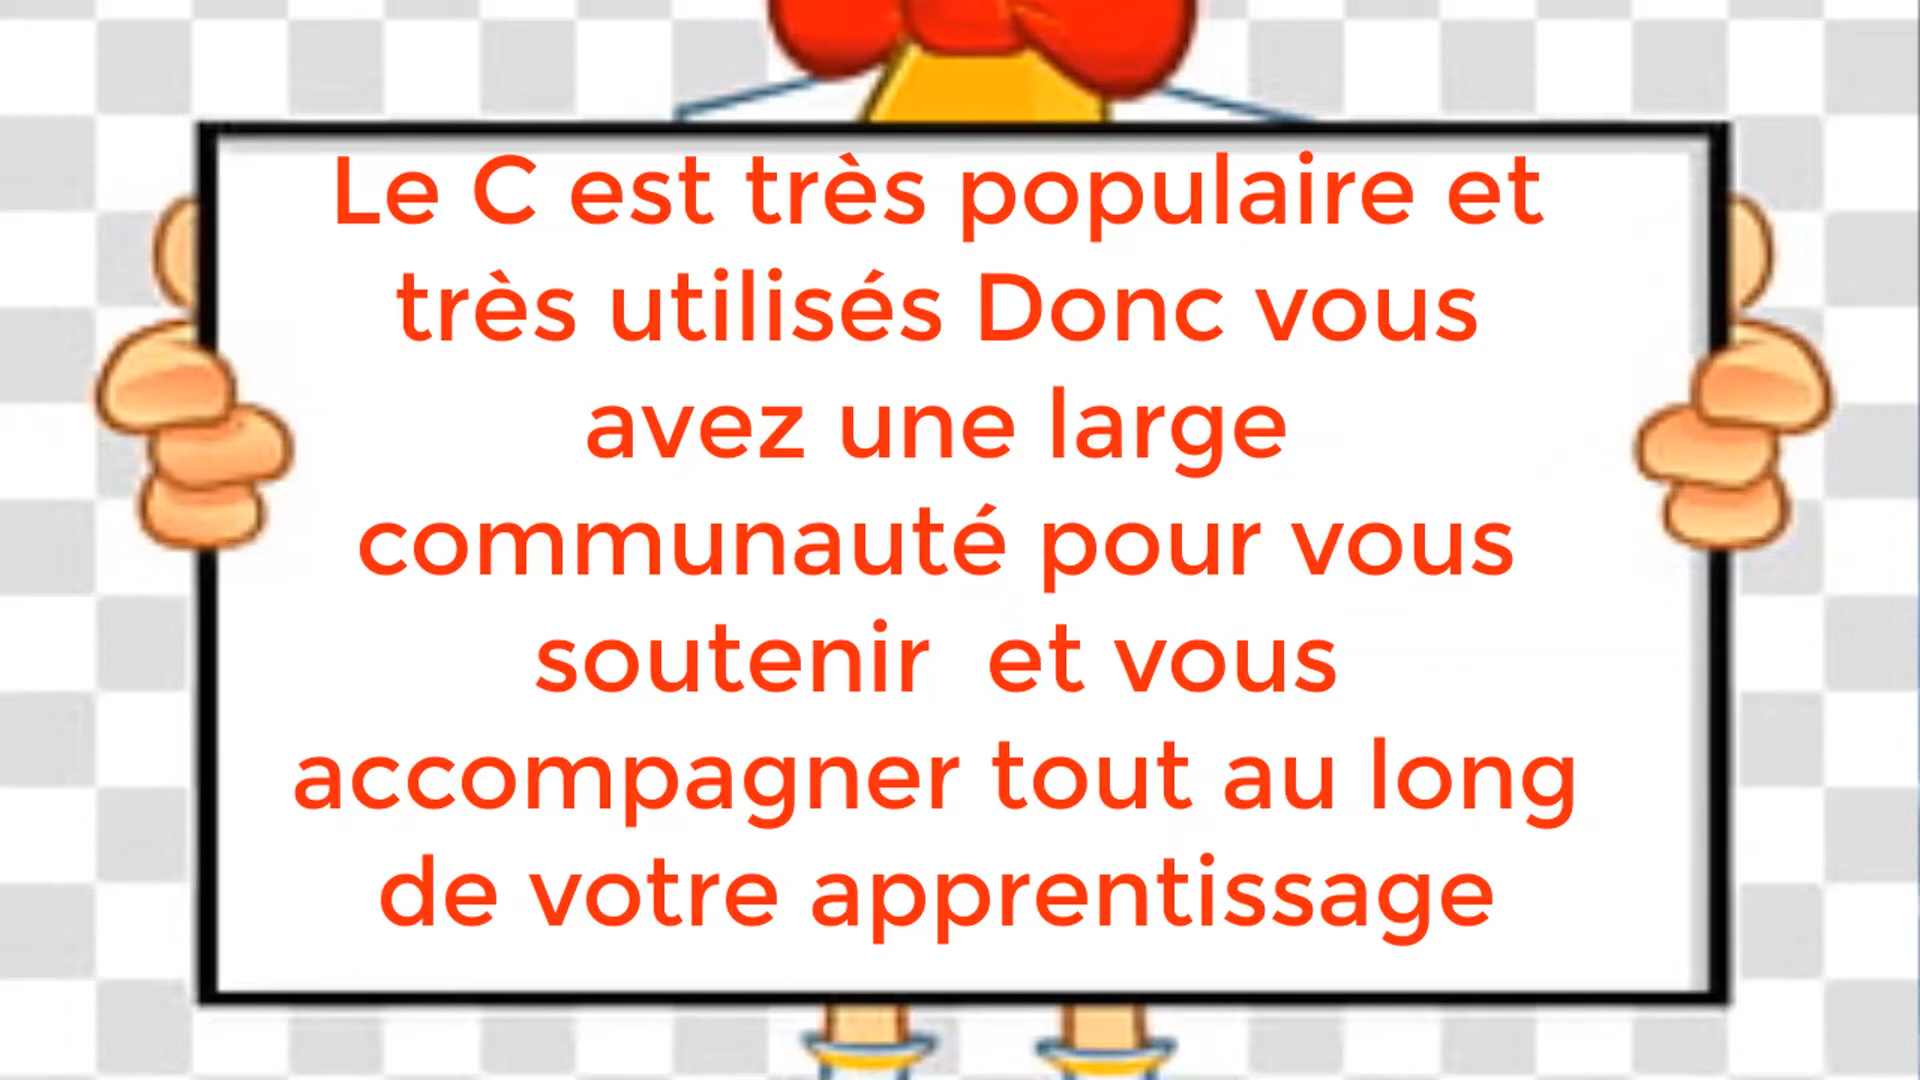 Le C est très populaire et
très utilisés Donc vous
avez une large
communauté pour vous
soutenir  et vous
accompagner tout au long
de votre apprentissage